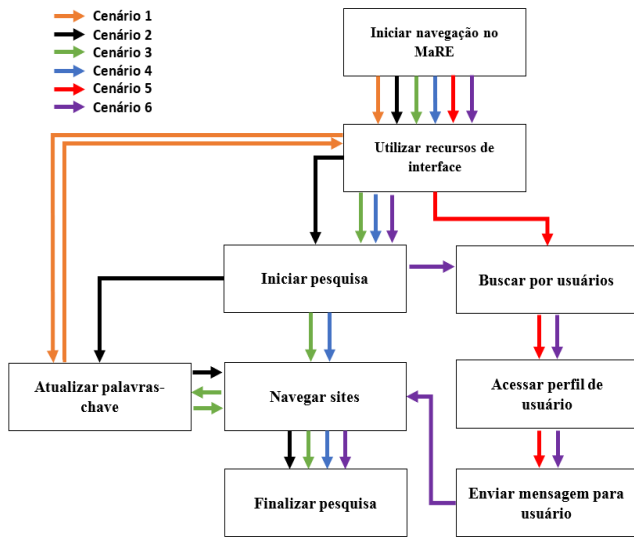 Cenário 1
Cenário 2
Cenário 3
Cenário 4
Cenário 5
Cenário 6
Iniciar navegação no
MaRE
Utilizar recursos de
interface
Iniciar pesquisa
Buscar por usuários
Atualizar palavras-
chave
Navegar sites
Acessar perfil de
usuário
Finalizar pesquisa
Enviar mensagem para
usuário